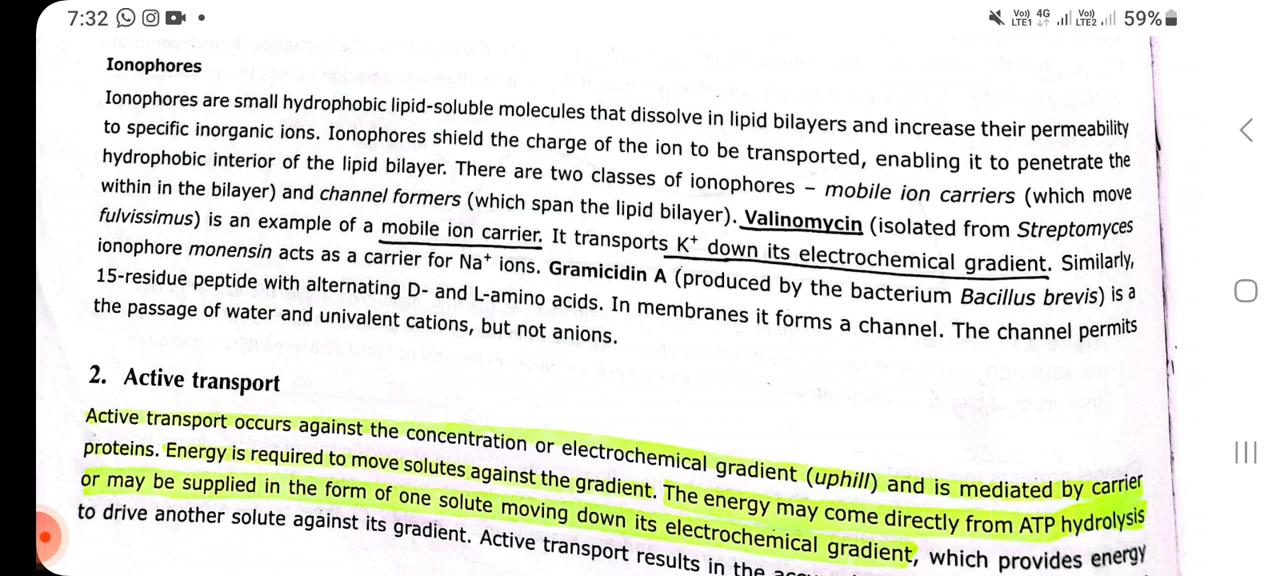 7:32
Vo)) LTE1 4G Vo)) LTE2 59%
Ionophores
Ionophores are small hydrophobic lipid-soluble molecules that dissolve in lipid bilayers and increase their permeability
to specific inorganic ions. Ionophores shield the charge of the ion to be transported, enabling it to penetrate the
hydrophobic interior of the lipid bilayer. There are two classes of ionophores – mobile ion carriers (which move
within in the bilayer) and channel formers (which span the lipid bilayer). Valinomycin (isolated from Streptomyces
fulvissimus) is an example of a mobile ion carrier. It transports K⁺ down its electrochemical gradient. Similarly,
ionophore monensin acts as a carrier for Na⁺ ions. Gramicidin A (produced by the bacterium Bacillus brevis) is a
15-residue peptide with alternating D- and L-amino acids. In membranes it forms a channel. The channel permits
the passage of water and univalent cations, but not anions.
2. Active transport
Active transport occurs against the concentration or electrochemical gradient (uphill) and is mediated by carrier
proteins. Energy is required to move solutes against the gradient. The energy may come directly from ATP hydrolysis
or may be supplied in the form of one solute moving down its electrochemical gradient, which provides energy
to drive another solute against its gradient. Active transport results in the